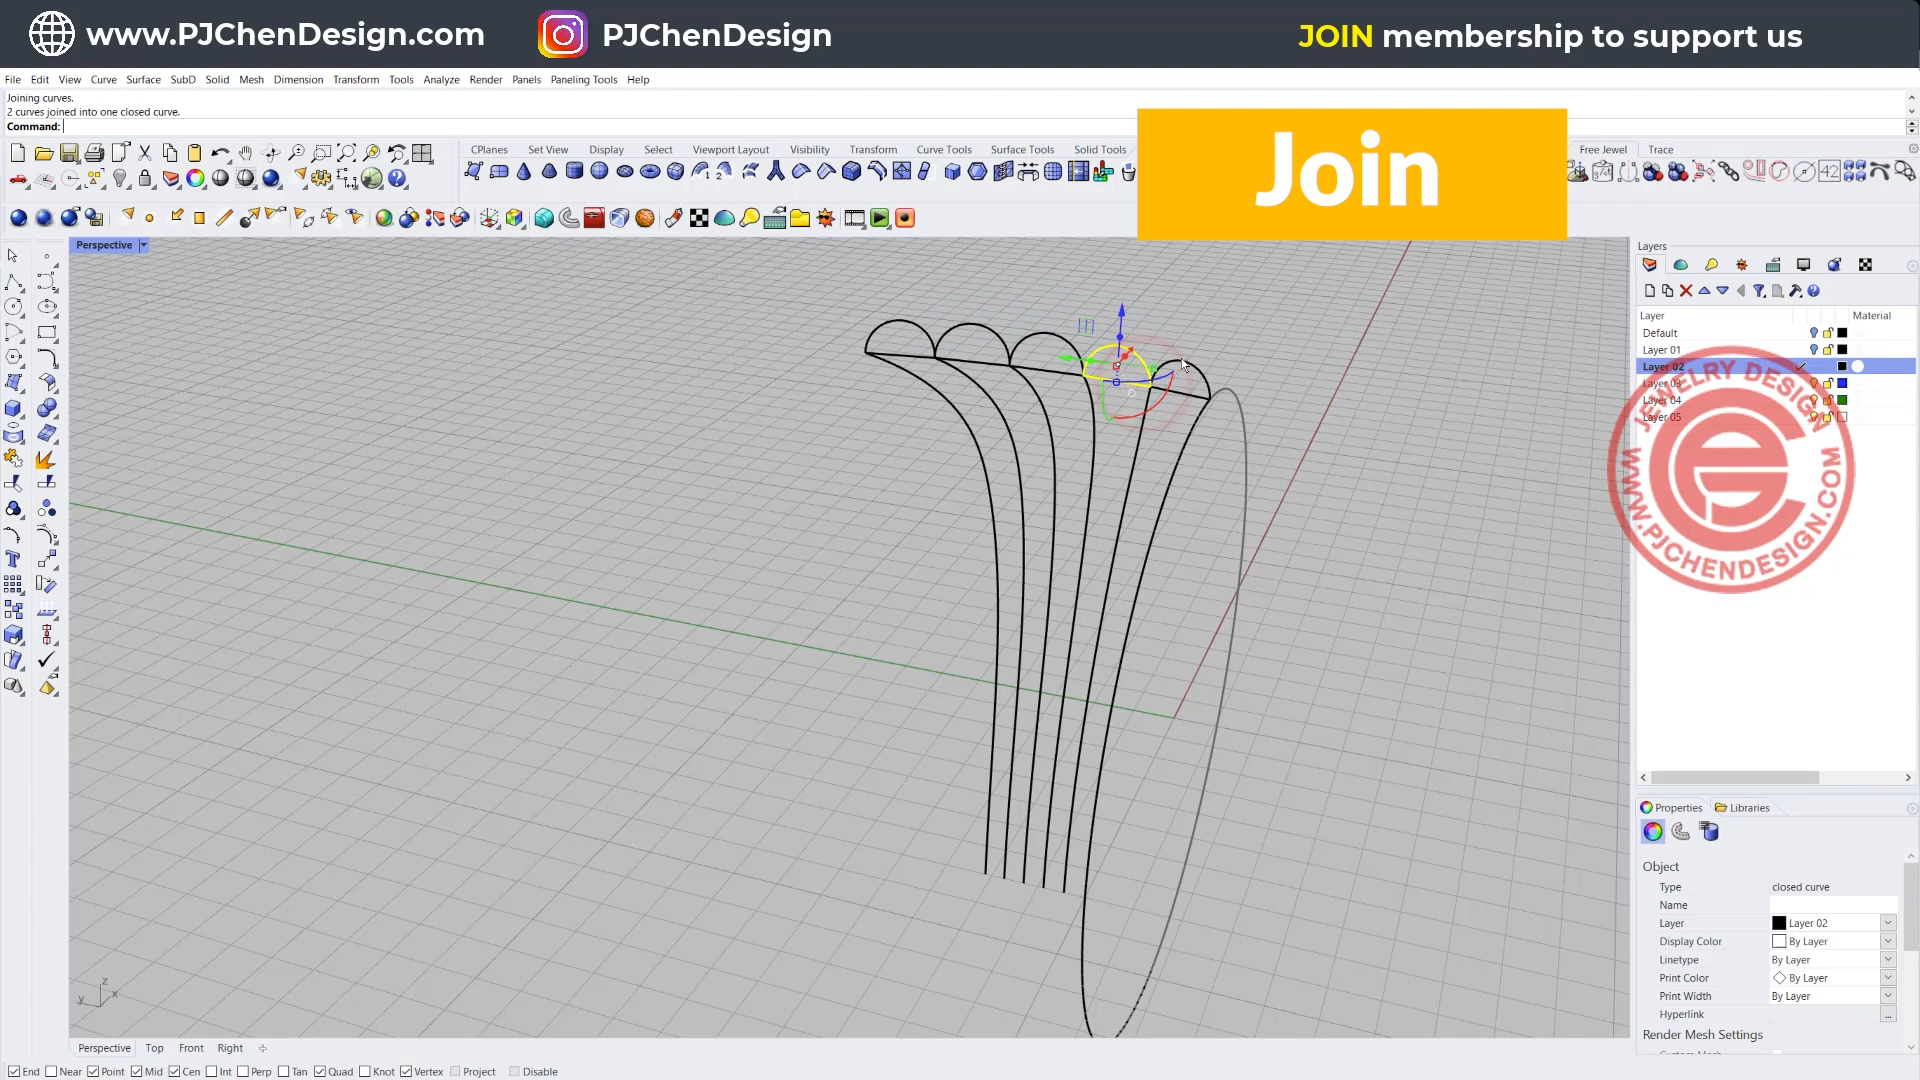 www.PJChenDesign.com PJChenDesign JOIN membership to support us
File Edit View Curve Surface SubD Solid Mesh Dimension Transform Tools Analyze Render Panels Paneling Tools Help
Joining curves.
2 curves joined into one closed curve.
Command:
Join
CPlanes Set View Display Select Viewport Layout Visibility Transform Curve Tools Surface Tools Solid Tools Free Jewel Trace
Perspective
Layers
Layer Material
Default
Layer 01
Layer 02
Layer 03
Layer 04
Layer 05
JEWELRY DESIGN
WWW.PJCHENDESIGN.COM
Properties Libraries
Object
Type closed curve
Name
Layer Layer 02
Display Color By Layer
Linetype By Layer
Print Color By Layer
Print Width By Layer
Hyperlink ...
Render Mesh Settings
z
y x
Perspective Top Front Right
End Near Point Mid Cen Int Perp Tan Quad Knot Vertex Project Disable